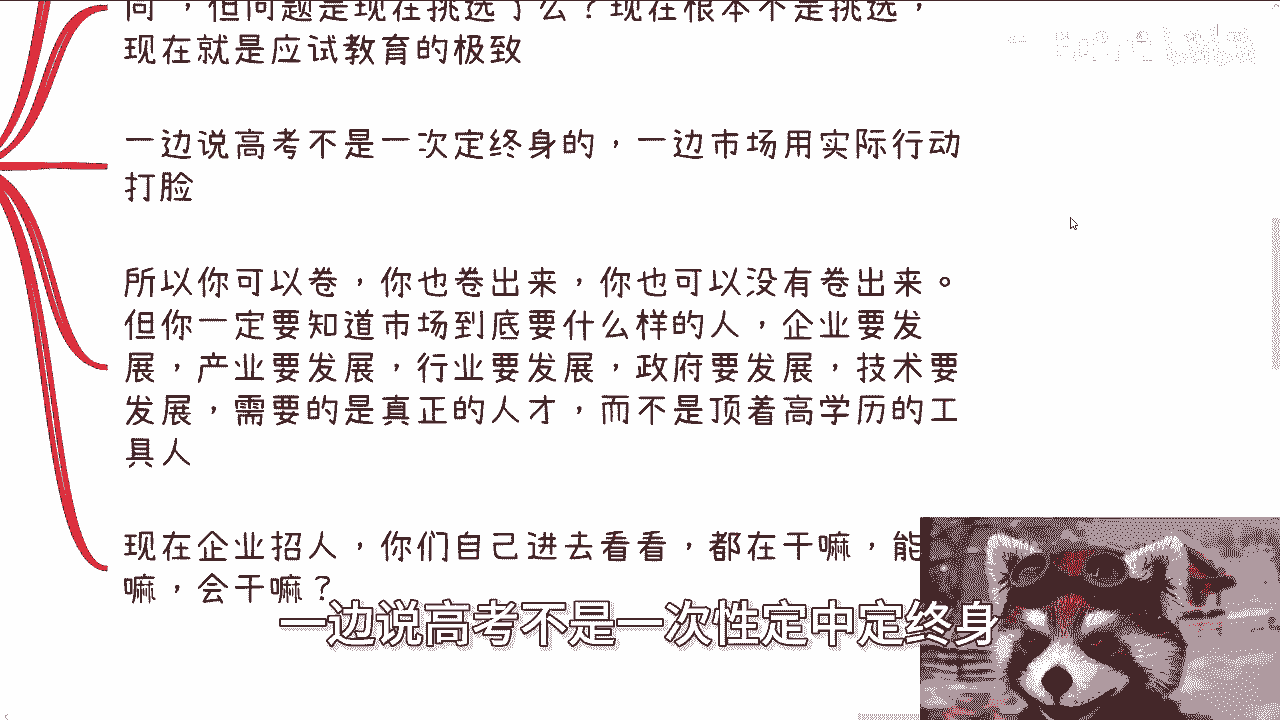 同，但问题是现在挑选了么？现在根本不是挑选，
现在就是应试教育的极致
一边说高考不是一次定终身的，一边市场用实际行动
打脸
所以你可以卷，你也卷出来，你也可以没有卷出来。
但你一定要知道市场到底要什么样的人，企业要发
展，产业要发展，行业要发展，政府要发展，技术要
发展，需要的是真正的人才，而不是顶着高学历的工
具人
现在企业招人，你们自己进去看看，都在干嘛，能
嘛，会干嘛？
一边说高考不是一次性定中定终身